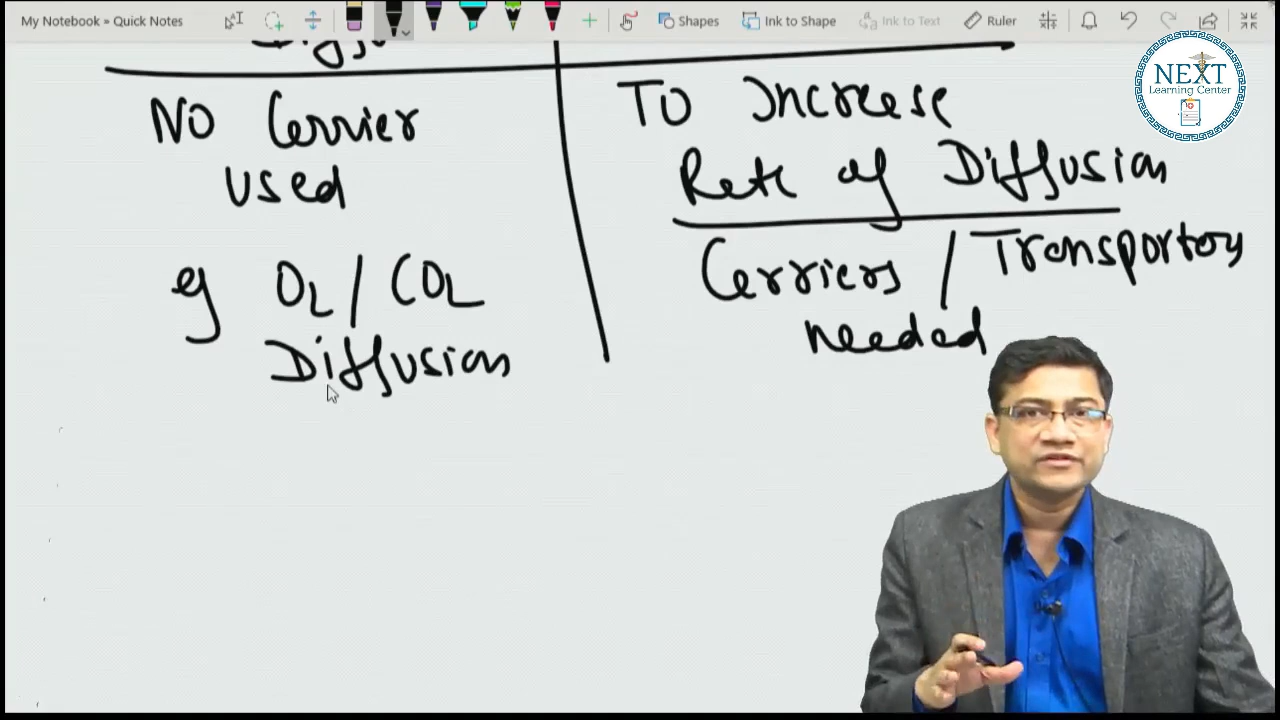 My Notebook » Quick Notes
Shapes
Ink to Shape
Ink to Text
Ruler
NEXT
Learning Center
No Carrier
used
eg O2 / CO2
Diffusion
To Increase
Rate of Diffusion
Carriers / Transporters
needed